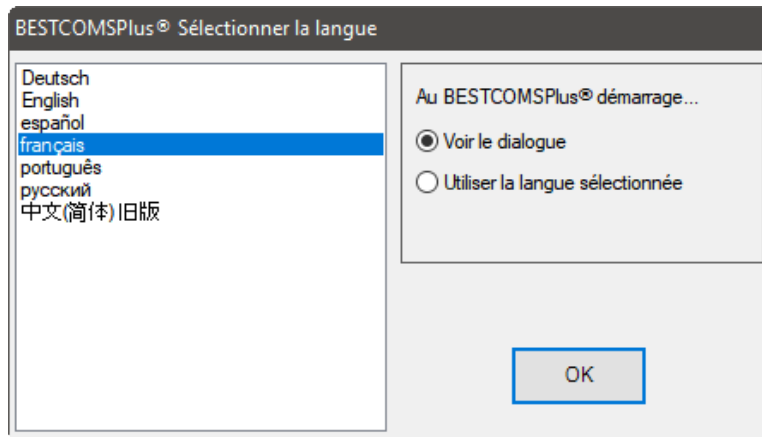 BESTCOMSPlus® Sélectionner la langue
Deutsch
English
español
français
português
русский
中文(简体)旧版
Au BESTCOMSPlus® démarrage...
Voir le dialogue
Utiliser la langue sélectionnée
OK